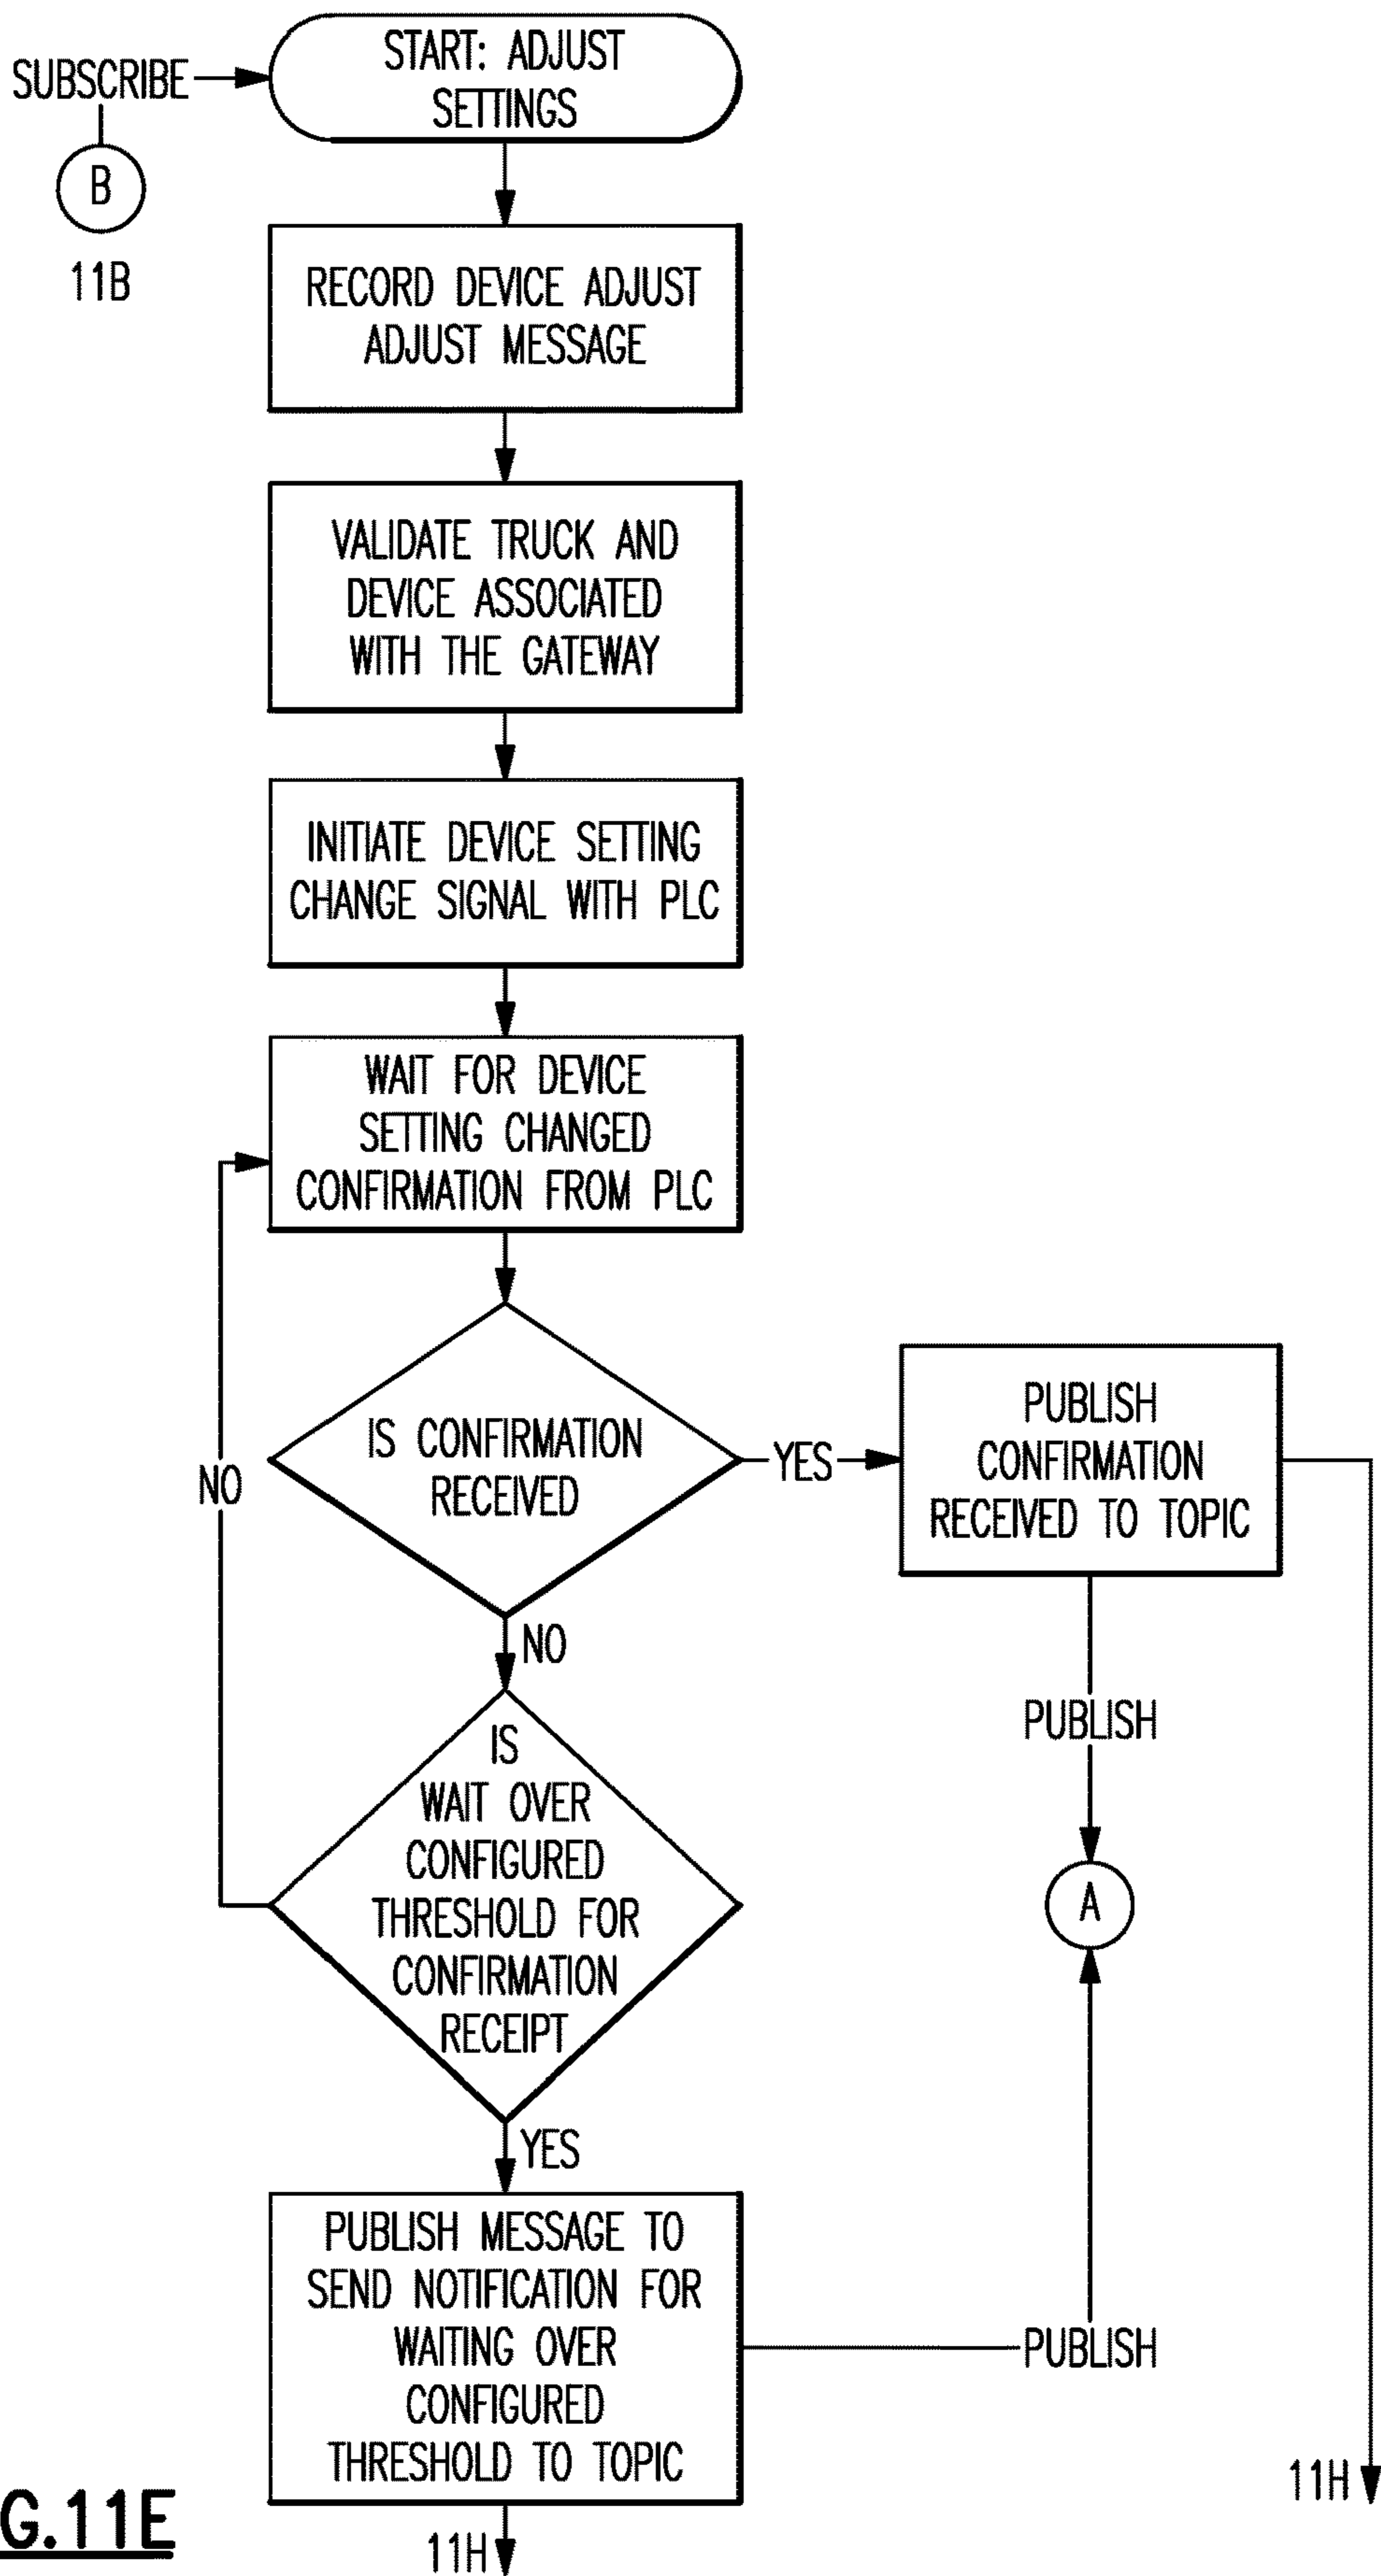 START: ADJUST
SETTINGS
SUBSCRIBE
B
11B
RECORD DEVICE ADJUST
ADJUST MESSAGE
VALIDATE TRUCK AND
DEVICE ASSOCIATED
WITH THE GATEWAY
INITIATE DEVICE SETTING
CHANGE SIGNAL WITH PLC
WAIT FOR DEVICE
SETTING CHANGED
CONFIRMATION FROM PLC
IS CONFIRMATION
RECEIVED
YES
PUBLISH
CONFIRMATION
RECEIVED TO TOPIC
NO
NO
PUBLISH
IS
WAIT OVER
CONFIGURED
THRESHOLD FOR
CONFIRMATION
RECEIPT
A
YES
PUBLISH MESSAGE TO
SEND NOTIFICATION FOR
WAITING OVER
CONFIGURED
THRESHOLD TO TOPIC
PUBLISH
11H
11H
G.11E